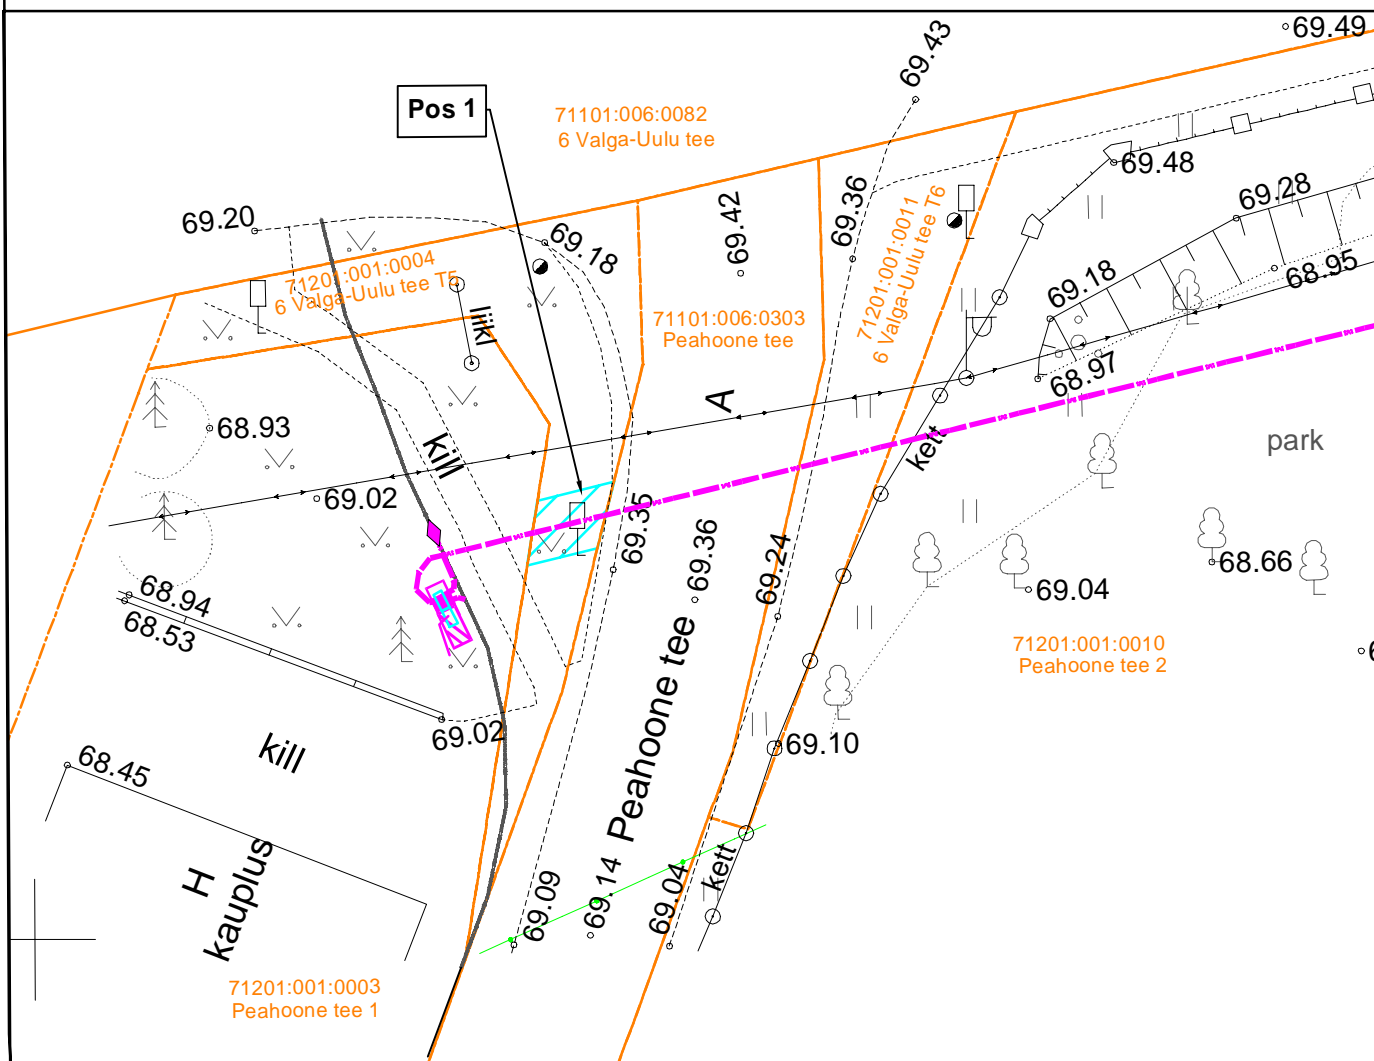 69.49
69.43
Pos 1
71101:006:0082
6 Valga-Uulu tee
69.48
69.20
69.18
69.42
69.36
71201:001:0011
6 Valga-Uulu tee T6
69.28
71201:001:0004
6 Valga-Uulu tee T5
68.95
69.18
liikl
71101:006:0303
Peahoone tee
68.97
A
68.93
kill
kett
park
69.02
69.35
69.36
69.24
68.94
68.53
69.04
68.66
71201:001:0010
Peahoone tee 2
Peahoone tee
69.02
69.10
kill
68.45
H
kauplus
69.09
69.14
69.04
kett
71201:001:0003
Peahoone tee 1